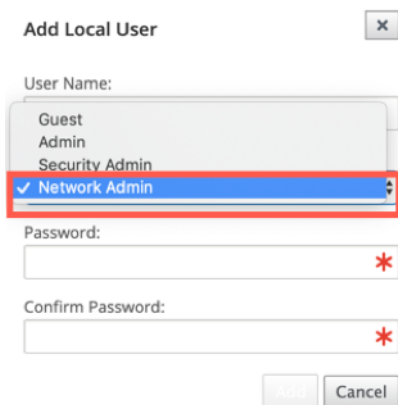 Add Local User
User Name:
Guest
Admin
Security Admin
Network Admin
Password:
Confirm Password:
Add
Cancel